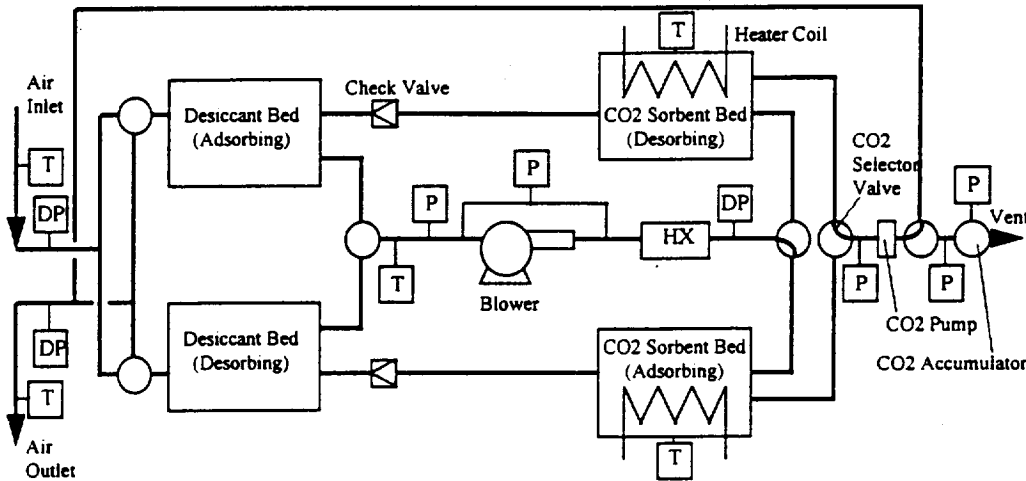 T
Heater Coil
Air
Inlet
Check Valve
Desiccant Bed
(Adsorbing)
CO2 Sorbent Bed
(Desorbing)
T
DP
CO2
Selector
Valve
P
P
DP
P
Vent
HX
T
Blower
P
P
DP
T
Desiccant Bed
(Desorbing)
CO2 Sorbent Bed
(Adsorbing)
CO2 Pump
CO2 Accumulator
Air
Outlet
T